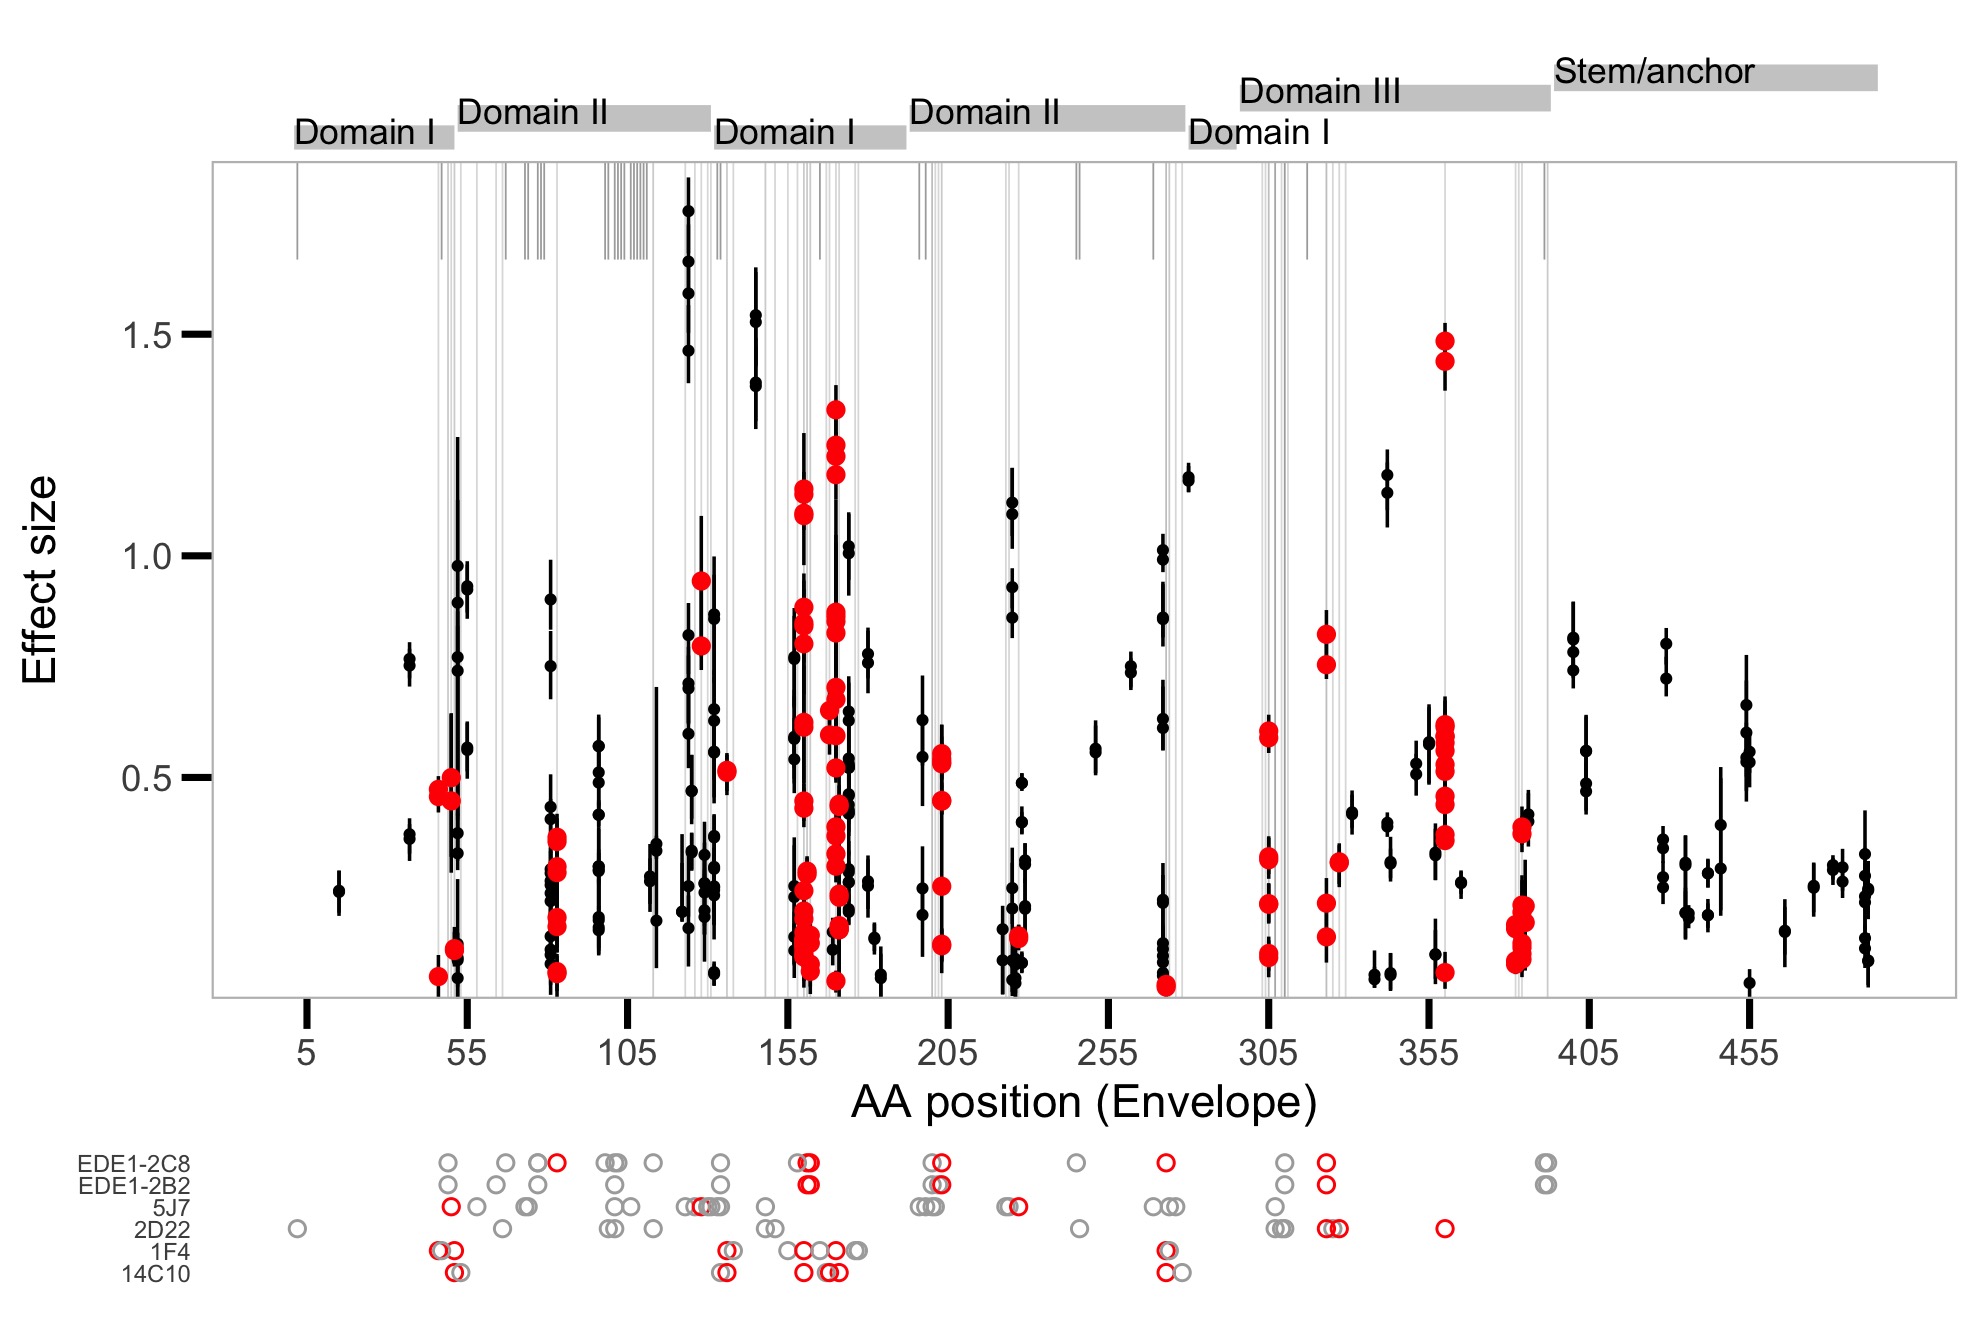 Stem/anchor
Domain III
Domain II
Domain II
Domain I
Domain I
Domain I
1.5
1.0
0.5
Effect size
5 55 105 155 205 255 305 355 405 455
AA position (Envelope)
EDE1-2C8
EDE1-2B2
5J7
2D22
1F4
14C10